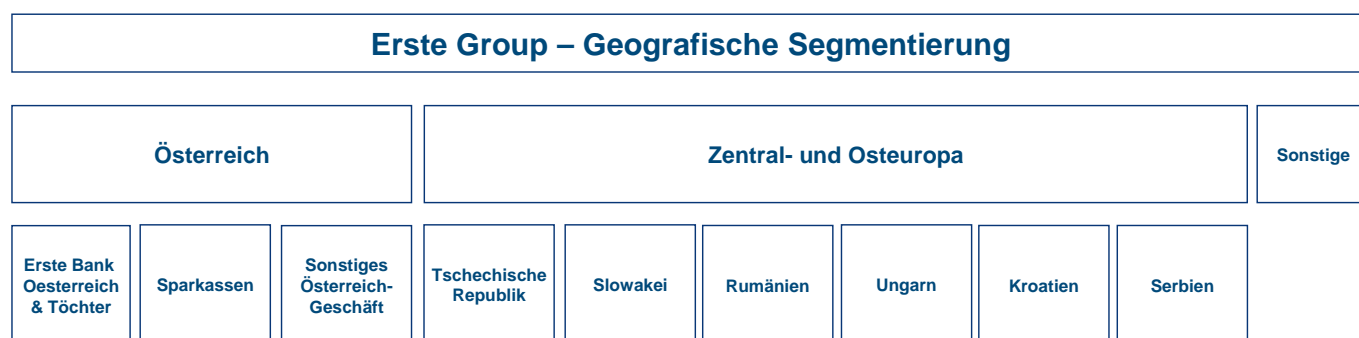 Erste Group – Geografische Segmentierung
Österreich
Zentral- und Osteuropa
Sonstige
Erste Bank
Oesterreich
& Töchter
Sparkassen
Sonstiges
Österreich-
Geschäft
Tschechische
Republik
Slowakei
Rumänien
Ungarn
Kroatien
Serbien